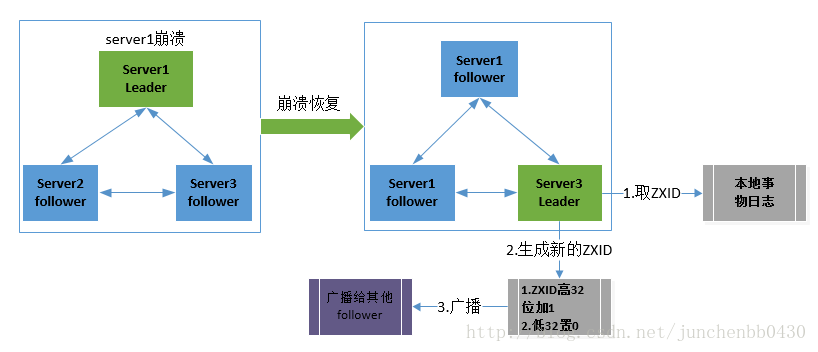 server1崩溃
Server1
Leader
Server2
follower
Server3
follower
崩溃恢复
Server1
follower
Server1
follower
Server3
Leader
1.取ZXID
本地事
物日志
2.生成新的ZXID
1.ZXID高32
位加1
2.低32置0
3.广播
广播给其他
follower
http://blog.csdn.net/junchenbb0430